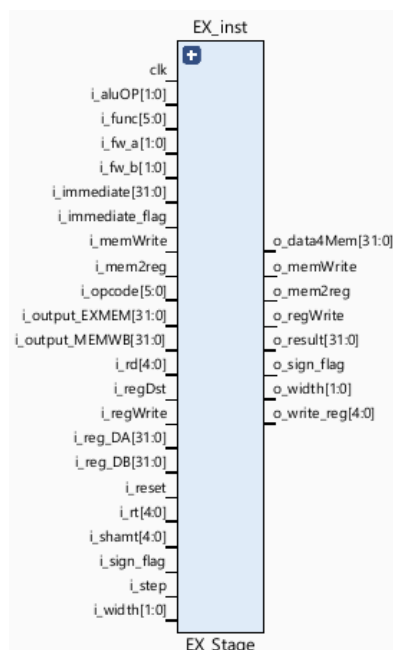 EX_inst
clk
i_aluOP[1:0]
i_func[5:0]
i_fw_a[1:0]
i_fw_b[1:0]
i_immediate[31:0]
i_immediate_flag
i_memWrite
i_mem2reg
i_opcode[5:0]
i_output_EXMEM[31:0]
i_output_MEMWB[31:0]
i_rd[4:0]
i_regDst
i_regWrite
i_reg_DA[31:0]
i_reg_DB[31:0]
i_reset
i_rt[4:0]
i_shamt[4:0]
i_sign_flag
i_step
i_width[1:0]
o_data4Mem[31:0]
o_memWrite
o_mem2reg
o_regWrite
o_result[31:0]
o_sign_flag
o_width[1:0]
o_write_reg[4:0]
EX_Stage